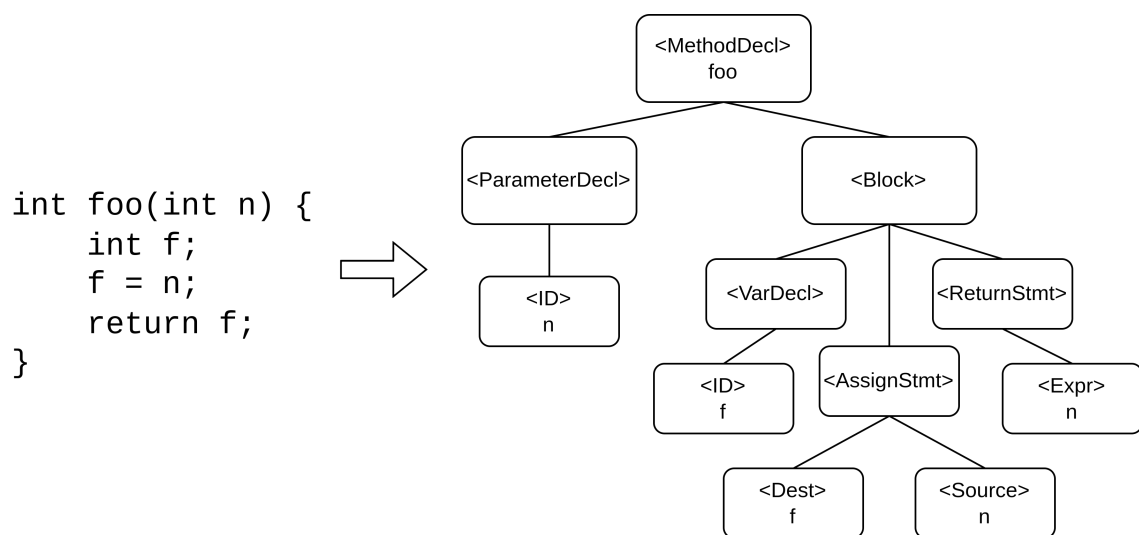 int foo(int n) {
    int f;
    f = n;
    return f;
}
<MethodDecl>
foo
<ParameterDecl>
<Block>
<ID>
n
<VarDecl>
<ReturnStmt>
<ID>
f
<AssignStmt>
<Expr>
n
<Dest>
f
<Source>
n